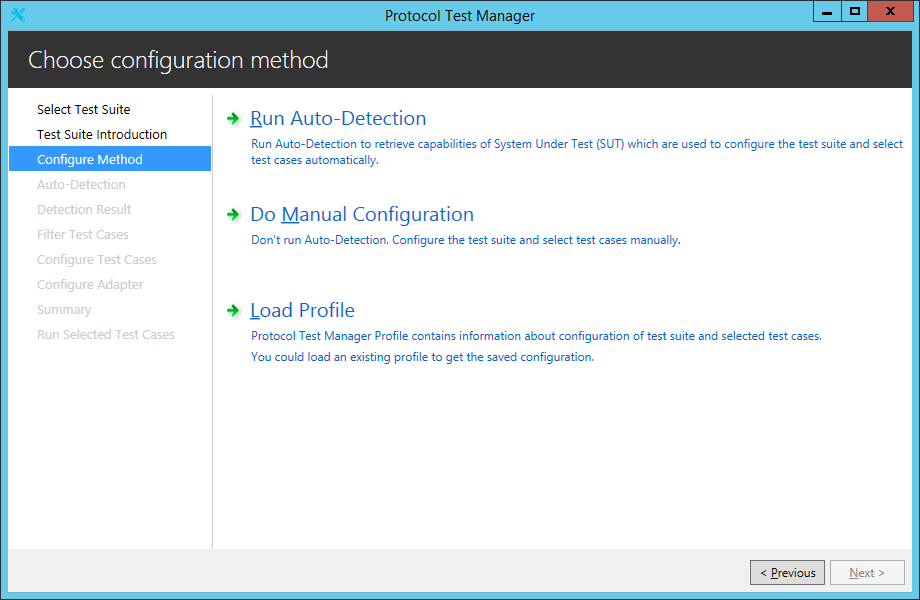 Protocol Test Manager
Choose configuration method
Select Test Suite
Test Suite Introduction
Configure Method
Auto-Detection
Detection Result
Filter Test Cases
Configure Test Cases
Configure Adapter
Summary
Run Selected Test Cases
Run Auto-Detection
Run Auto-Detection to retrieve capabilities of System Under Test (SUT) which are used to configure the test suite and select
test cases automatically.
Do Manual Configuration
Don't run Auto-Detection. Configure the test suite and select test cases manually.
Load Profile
Protocol Test Manager Profile contains information about configuration of test suite and selected test cases.
You could load an existing profile to get the saved configuration.
< Previous
Next >